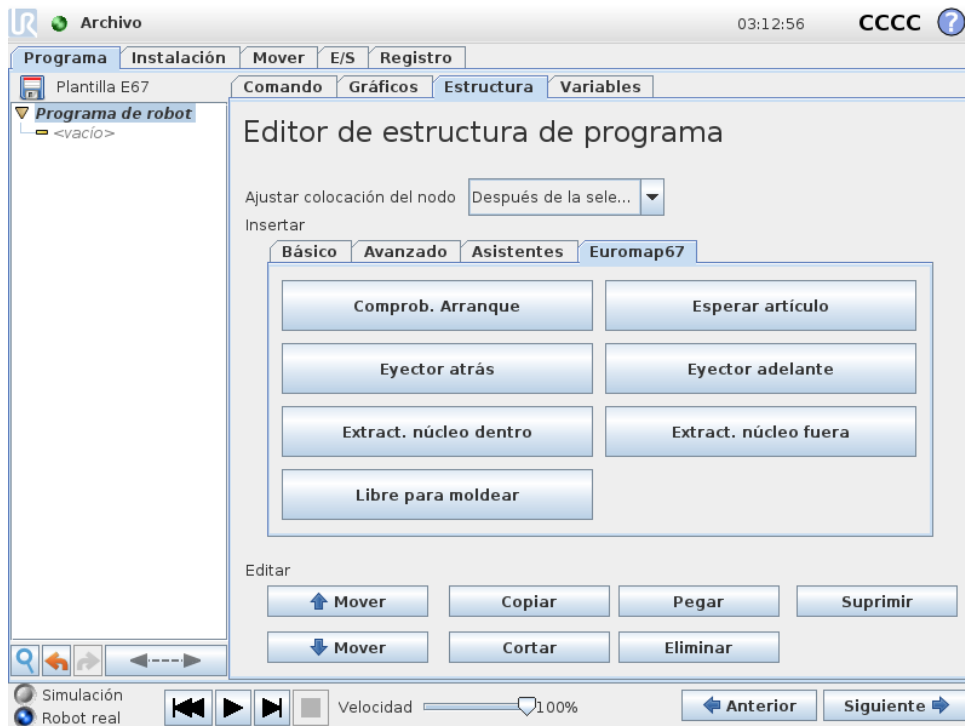 UR Archivo 03:12:56 CCCC ?
Programa Instalación Mover E/S Registro
Plantilla E67 Comando Gráficos Estructura Variables
Programa de robot
<vacío>
Editor de estructura de programa
Ajustar colocación del nodo Después de la sele...
Insertar
Básico Avanzado Asistentes Euromap67
Comprob. Arranque Esperar artículo
Eyector atrás Eyector adelante
Extract. núcleo dentro Extract. núcleo fuera
Libre para moldear
Editar
Mover Copiar Pegar Suprimir
Mover Cortar Eliminar
Simulación
Robot real
Velocidad 100% Anterior Siguiente